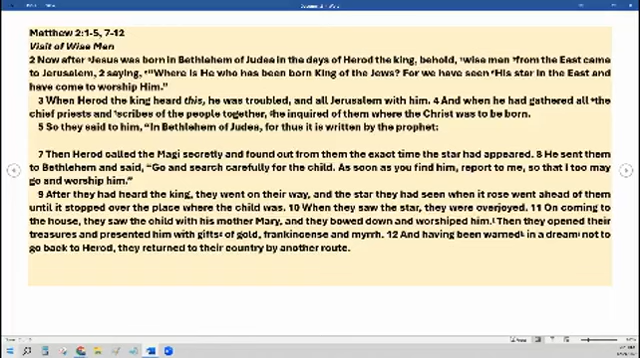 Matthew 2:1-5, 7-12
Visit of Wise Men
2 Now after ¹Jesus was born in Bethlehem of Judea in the days of Herod the king, behold, ²wise men ³from the East came
to Jerusalem, 2 saying, ⁴"Where is He who has been born King of the Jews? For we have seen ⁵His star in the East and
have come to worship Him."
3 When Herod the king heard this, he was troubled, and all Jerusalem with him. 4 And when he had gathered all the
chief priests and scribes of the people together, he inquired of them where the Christ was to be born.
5 So they said to him, "In Bethlehem of Judea, for thus it is written by the prophet:
7 Then Herod called the Magi secretly and found out from them the exact time the star had appeared. 8 He sent them
to Bethlehem and said, "Go and search carefully for the child. As soon as you find him, report to me, so that I too may
go and worship him."
9 After they had heard the king, they went on their way, and the star they had seen when it rose went ahead of them
until it stopped over the place where the child was. 10 When they saw the star, they were overjoyed. 11 On coming to
the house, they saw the child with his mother Mary, and they bowed down and worshiped him. Then they opened their
treasures and presented him with gifts of gold, frankincense and myrrh. 12 And having been warned in a dream not to
go back to Herod, they returned to their country by another route.